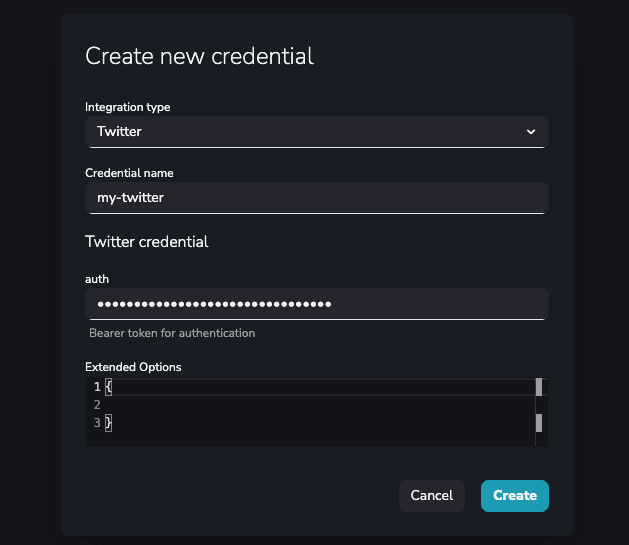 Create new credential
Integration type
Twitter
Credential name
my-twitter
Twitter credential
auth
••••••••••••••••••••••••••••••••
Bearer token for authentication
Extended Options
1 {
2
3 }
Cancel Create